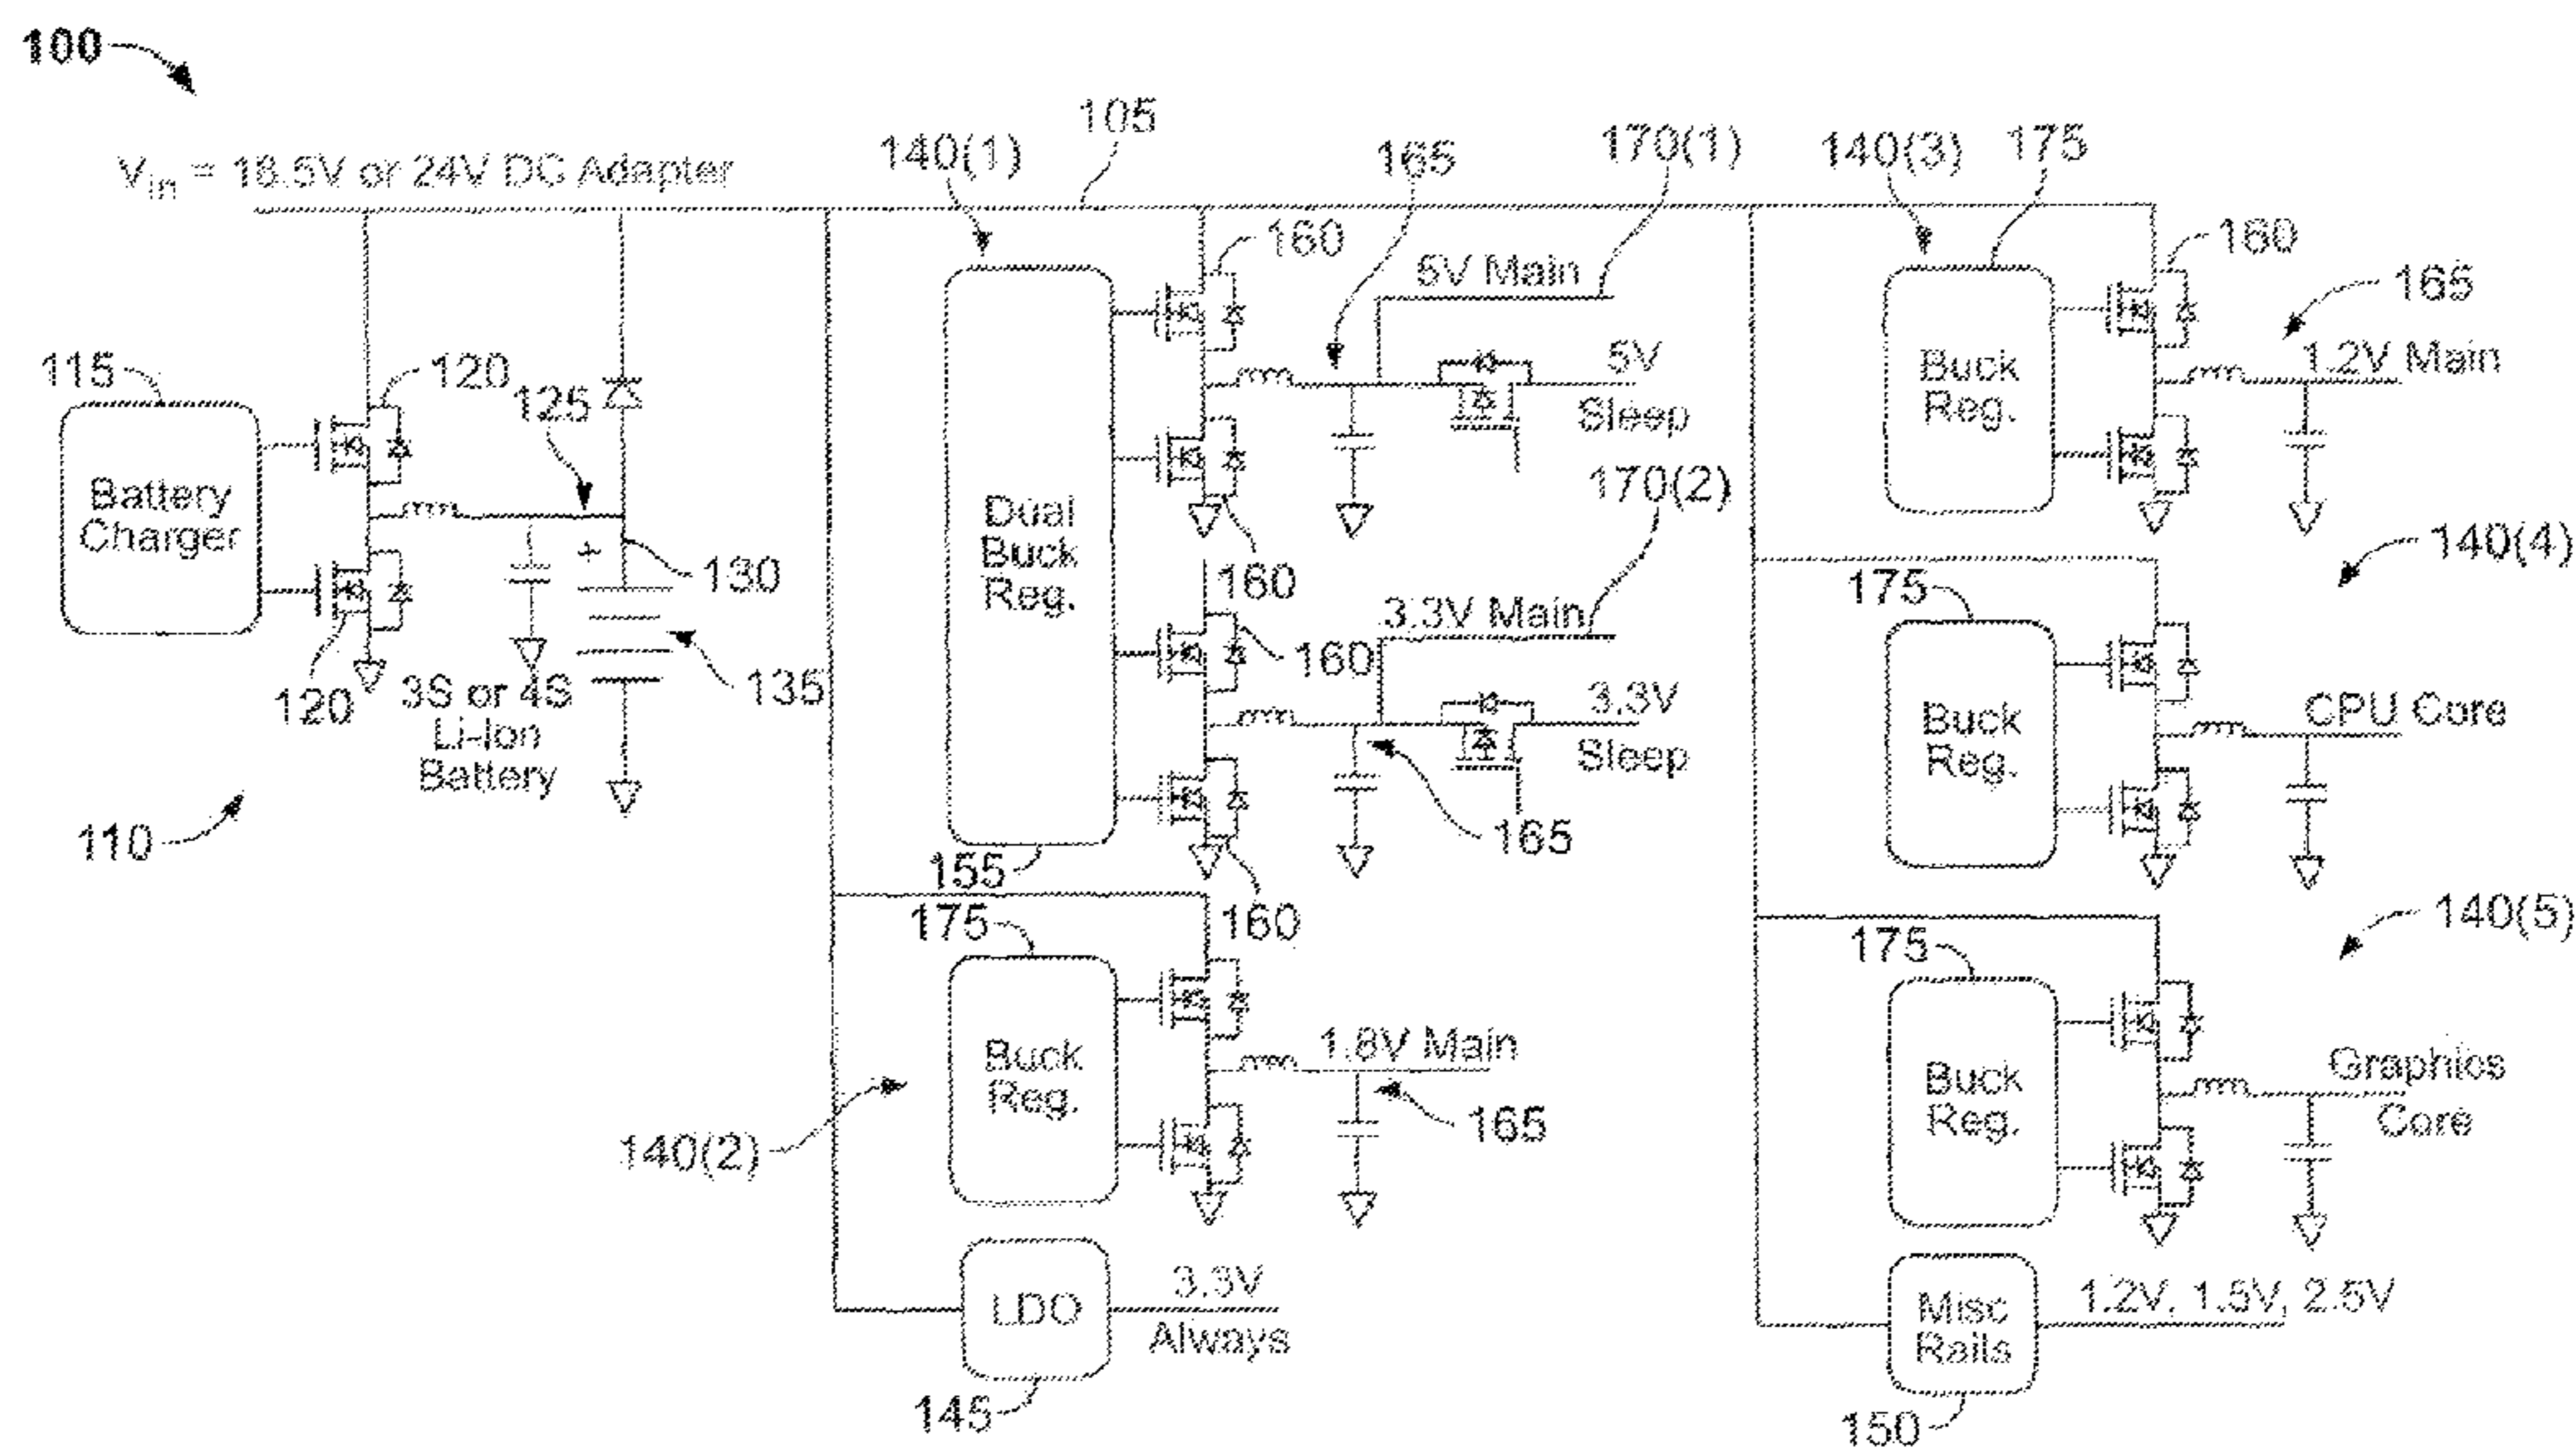 100
105
140(1)
165
170(1)
140(3)
175
Vin = 18.5V or 24V DC Adapter
160
5V Main
160
165
115
120
125
5V
Sleep
Buck
Reg.
1.2V Main
Battery
Charger
+
130
Dual
Buck
Reg.
160
170(2)
140(4)
175
120
3S or 4S
Li-Ion
Battery
135
160
3.3V Main
3.3V
Sleep
Buck
Reg.
CPU Core
110
155
165
160
140(5)
175
175
Buck
Reg.
1.8V Main
165
140(2)
Buck
Reg.
Graphics
Core
LDO
3.3V
Always
145
Misc
Rails
1.2V, 1.5V, 2.5V
150